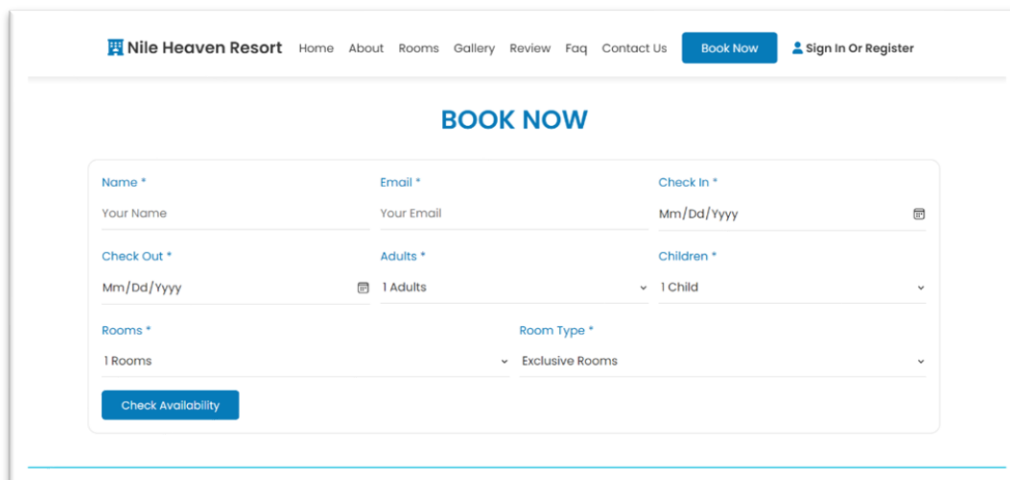 Nile Heaven Resort Home About Rooms Gallery Review Faq Contact Us Book Now Sign In Or Register
BOOK NOW
Name * Email * Check In *
Your Name Your Email Mm/Dd/Yyyy
Check Out * Adults * Children *
Mm/Dd/Yyyy 1 Adults 1 Child
Rooms * Room Type *
1 Rooms Exclusive Rooms
Check Availability